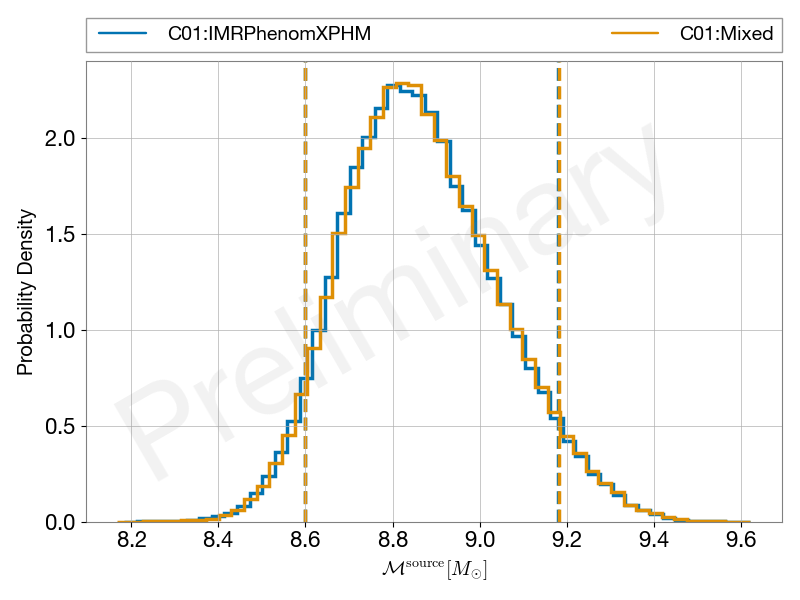 C01:IMRPhenomXPHM C01:Mixed
Probability Density
2.0
1.5
1.0
0.5
0.0
Preliminary
8.2 8.4 8.6 8.8 9.0 9.2 9.4 9.6
ℳ^source [M_⊙]